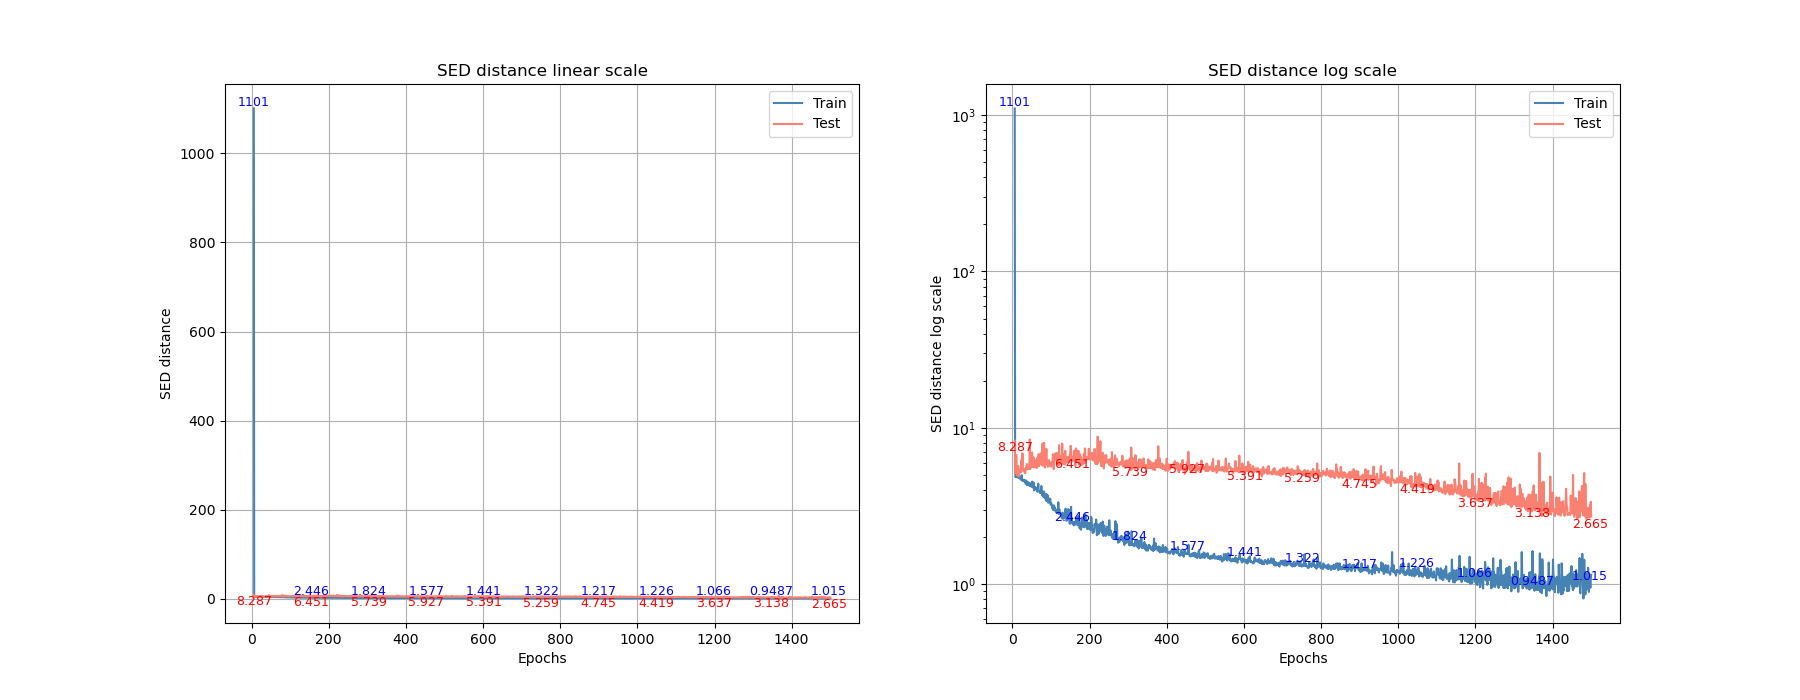 SED distance linear scale
1101
Train
Test
1000
800
600
400
200
0
SED distance
2.446 1.824 1.577 1.441 1.322 1.217 1.226 1.066 0.9487 1.015
8.287 6.451 5.739 5.927 5.391 5.259 4.745 4.419 3.637 3.138 2.665
0 200 400 600 800 1000 1200 1400
Epochs
SED distance log scale
1101
Train
Test
10³
10²
10¹
10⁰
SED distance log scale
8.287 6.451 5.739 5.927 5.391 5.259 4.745 4.419 3.637 3.138 2.665
2.446 1.824 1.577 1.441 1.322 1.217 1.226 1.066 0.9487 1.015
0 200 400 600 800 1000 1200 1400
Epochs